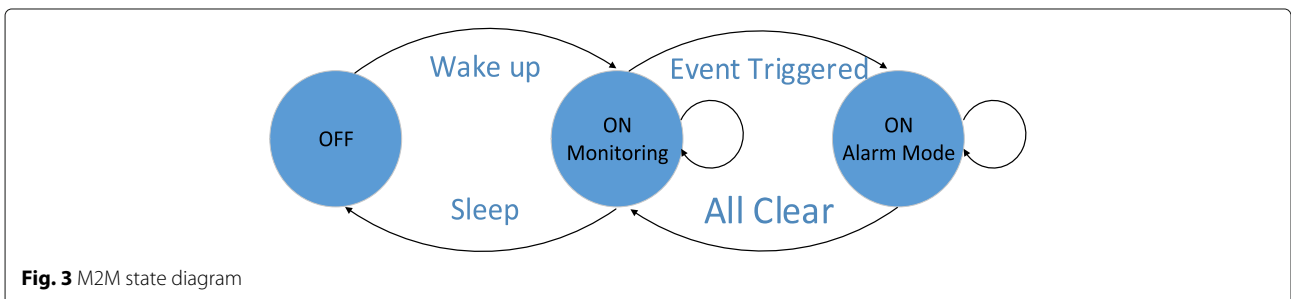 Wake up
Event Triggered
OFF
ON
Monitoring
ON
Alarm Mode
Sleep
All Clear
Fig. 3 M2M state diagram